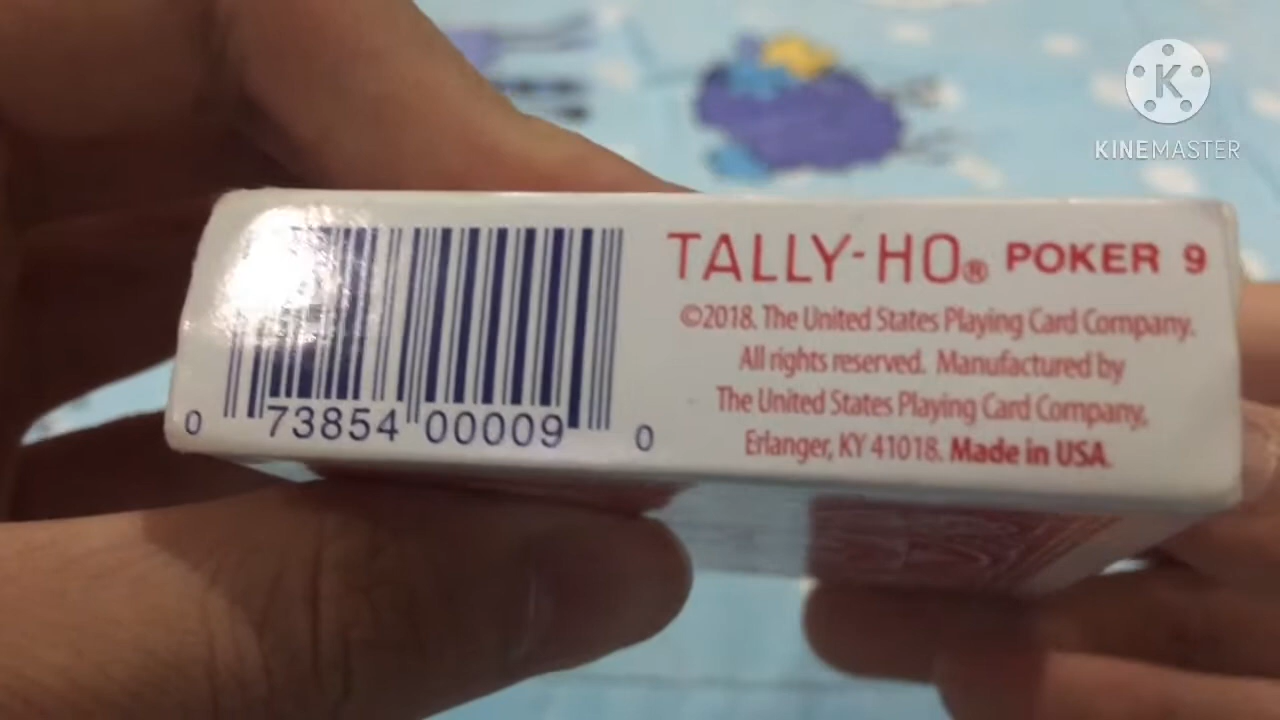 K
KINEMASTER
TALLY-HO® POKER 9
©2018. The United States Playing Card Company.
All rights reserved. Manufactured by
The United States Playing Card Company,
Erlanger, KY 41018. Made in USA.
0 73854 00009 0